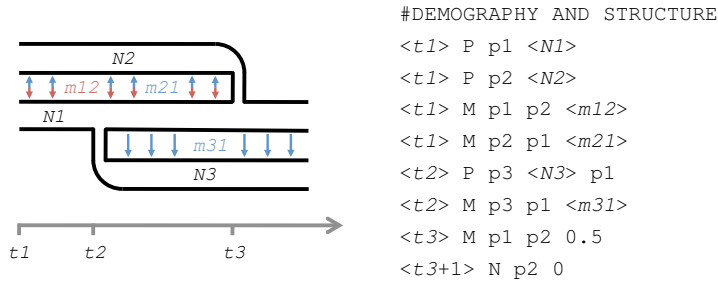 N2
m12 m21
N1
m31
N3
t1 t2 t3
#DEMOGRAPHY AND STRUCTURE
<t1> P p1 <N1>
<t1> P p2 <N2>
<t1> M p1 p2 <m12>
<t1> M p2 p1 <m21>
<t2> P p3 <N3> p1
<t2> M p3 p1 <m31>
<t3> M p1 p2 0.5
<t3+1> N p2 0